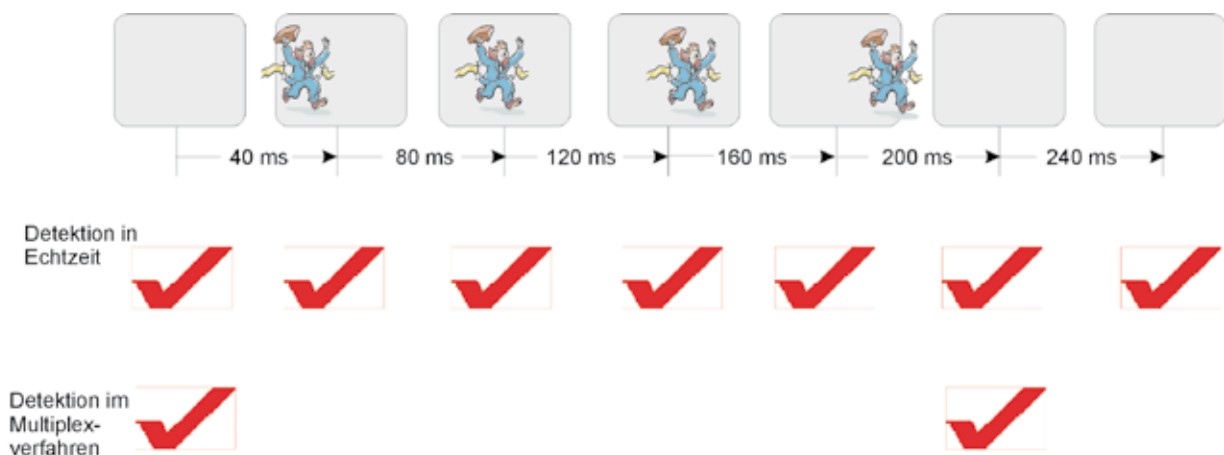 40 ms 80 ms 120 ms 160 ms 200 ms 240 ms
Detektion in
Echtzeit
Detektion im
Multiplex-
verfahren